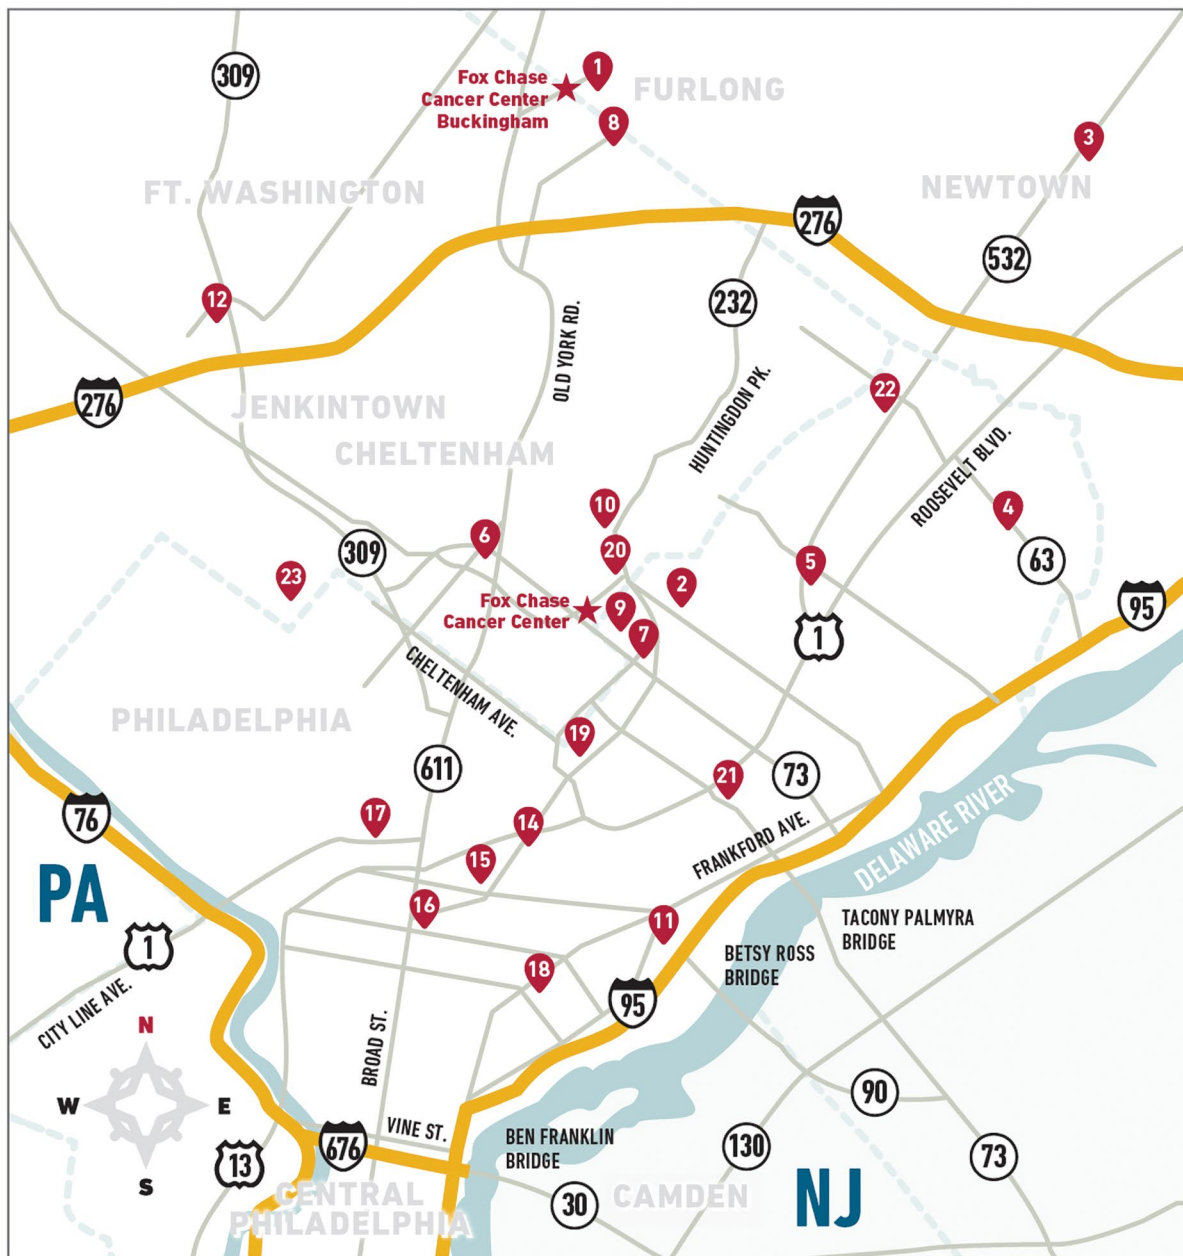 309
Fox Chase
Cancer Center
Buckingham
1
FURLONG
8
3
FT. WASHINGTON
NEWTOWN
276
532
12
232
OLD YORK RD.
276
JENKINTOWN
HUNTINGDON PK.
22
CHELTENHAM
ROOSEVELT BLVD.
10
4
6
309
20
5
63
23
2
Fox Chase
Cancer Center
9
7
95
1
CHELTENHAM AVE.
PHILADELPHIA
19
611
21
73
76
17
14
FRANKFORD AVE.
DELAWARE RIVER
15
PA
16
11
TACONY PALMYRA
BRIDGE
1
BETSY ROSS
BRIDGE
18
95
CITY LINE AVE.
N
BROAD ST.
W
E
90
VINE ST.
BEN FRANKLIN
BRIDGE
676
130
73
13
S
CENTRAL
PHILADELPHIA
30
CAMDEN
NJ